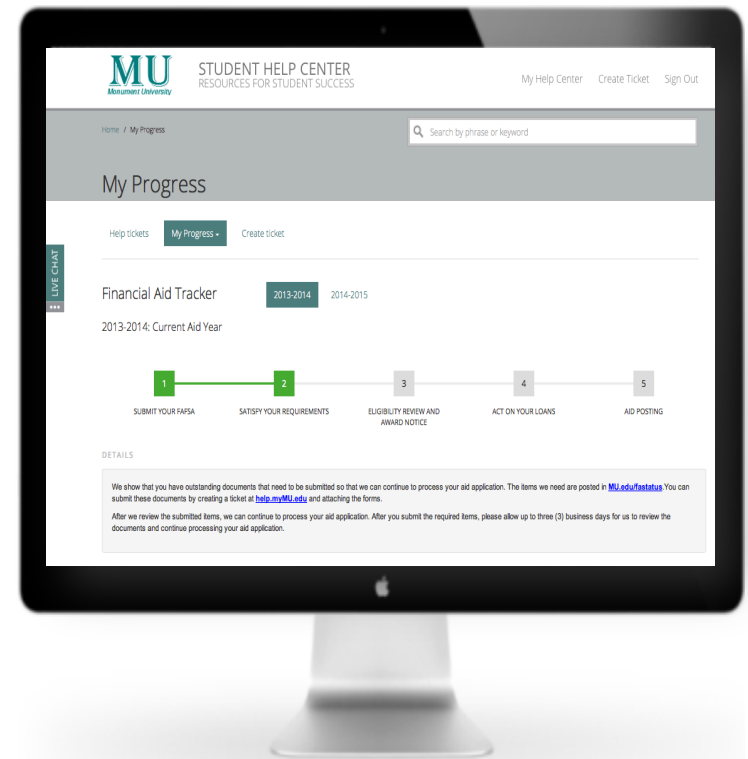 MU
Monument University
STUDENT HELP CENTER
RESOURCES FOR STUDENT SUCCESS
My Help Center Create Ticket Sign Out
Home / My Progress
Search by phrase or keyword
My Progress
Help tickets My Progress Create ticket
LIVE CHAT
Financial Aid Tracker 2013-2014 2014-2015
2013-2014: Current Aid Year
1 2 3 4 5
SUBMIT YOUR FAFSA SATISFY YOUR REQUIREMENTS ELIGIBILITY REVIEW AND ACT ON YOUR LOANS AID POSTING
AWARD NOTICE
DETAILS
We show that you have outstanding documents that need to be submitted so that we can continue to process your aid application. The items we need are posted in MU.edu/fastatus.You can
submit these documents by creating a ticket at help.myMU.edu and attaching the forms.
After we review the submitted items, we can continue to process your aid application. After you submit the required items, please allow up to three (3) business days for us to review the
documents and continue processing your aid application.